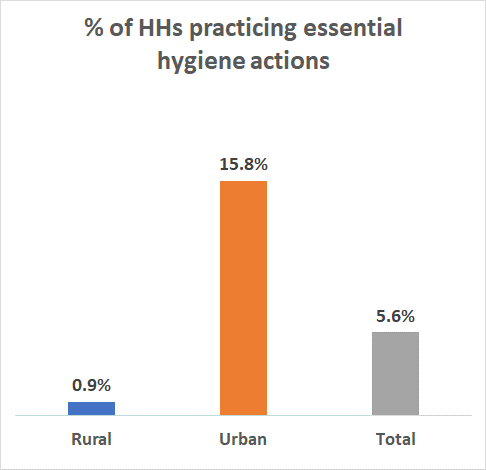 % of HHs practicing essential
hygiene actions
15.8%
5.6%
0.9%
Rural
Urban
Total